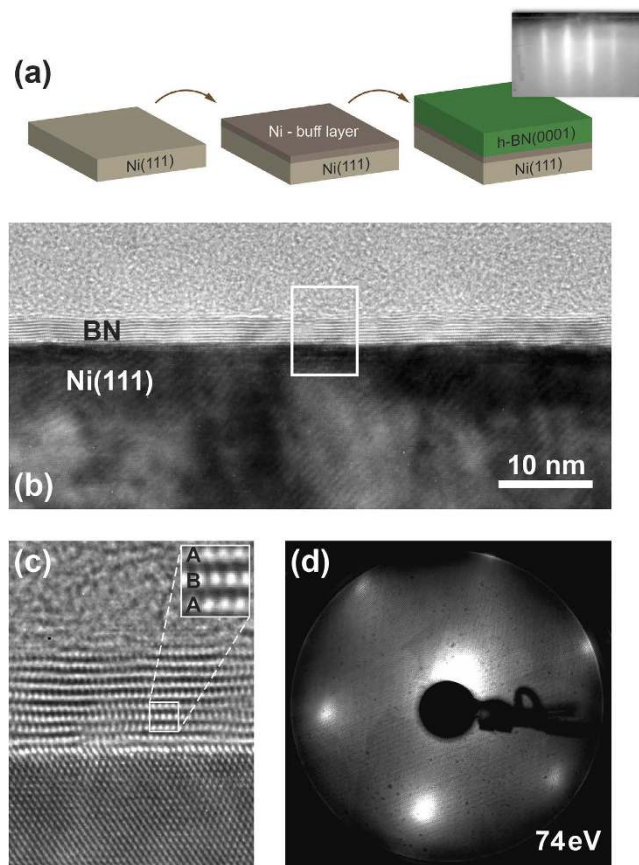 (a)
Ni(111)
Ni - buff layer
Ni(111)
h-BN(0001)
Ni(111)
BN
Ni(111)
10 nm
(b)
(c)
A
B
A
(d)
74eV